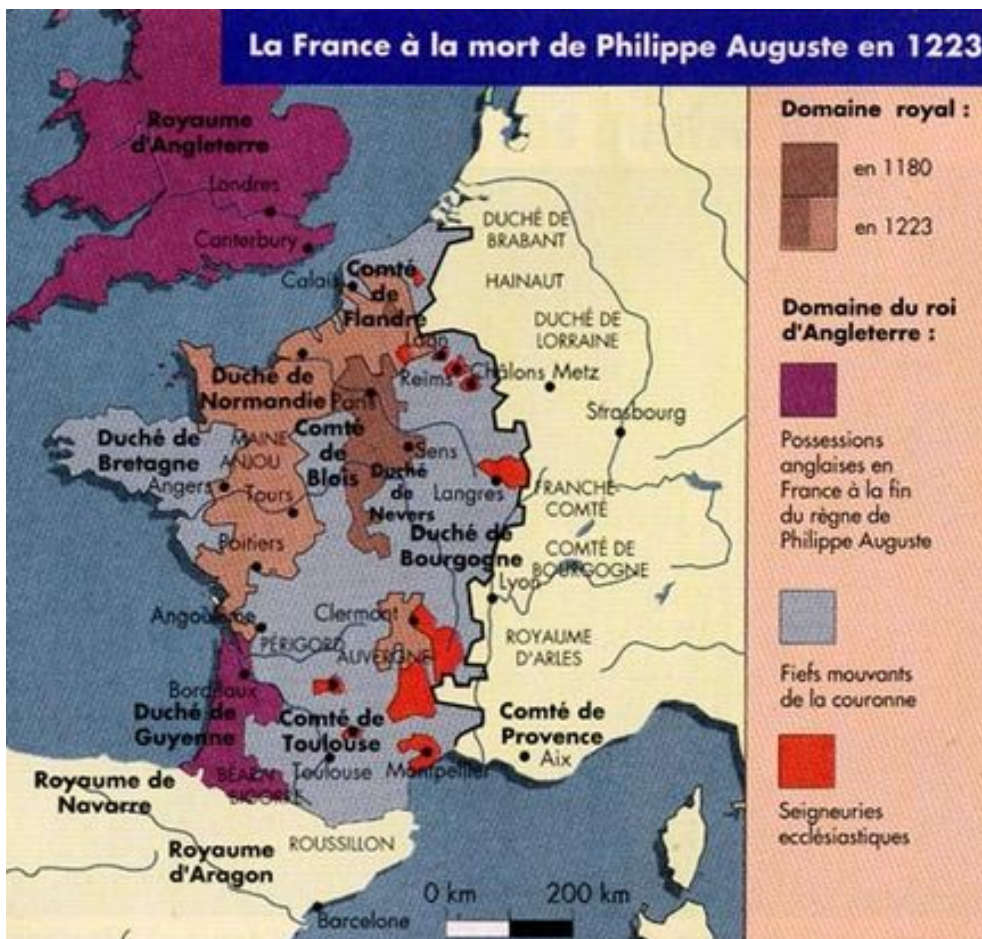 La France à la mort de Philippe Auguste en 1223
Royaume
d'Angleterre
Londres
Canterbury
Calais
Comté
de
Flandre
DUCHÉ DE
BRABANT
HAINAUT
DUCHÉ DE
LORRAINE
Laon
Reims
Châlons
Metz
Strasbourg
Duché de
Normandie
Paris
Duché de
Bretagne
MAINE
ANJOU
Comté
de
Blois
Sens
Angers
Tours
Duché
de
Nevers
Langres
FRANCHE-
COMTÉ
Poitiers
Duché de
Bourgogne
COMTÉ DE
BOURGOGNE
Lyon
Angoulême
Clermont
PÉRIGORD
AUVERGNE
ROYAUME
D'ARLES
Bordeaux
Duché de
Guyenne
Comté de
Toulouse
Comté de
Provence
Aix
BÉARN
BIGORRE
Toulouse
Montpellier
Royaume de
Navarre
ROUSSILLON
Royaume
d'Aragon
Barcelone
0 km 200 km
Domaine royal :
en 1180
en 1223
Domaine du roi
d'Angleterre :
Possessions
anglaises en
France à la fin
du règne de
Philippe Auguste
Fiefs mouvants
de la couronne
Seigneuries
ecclésiastiques